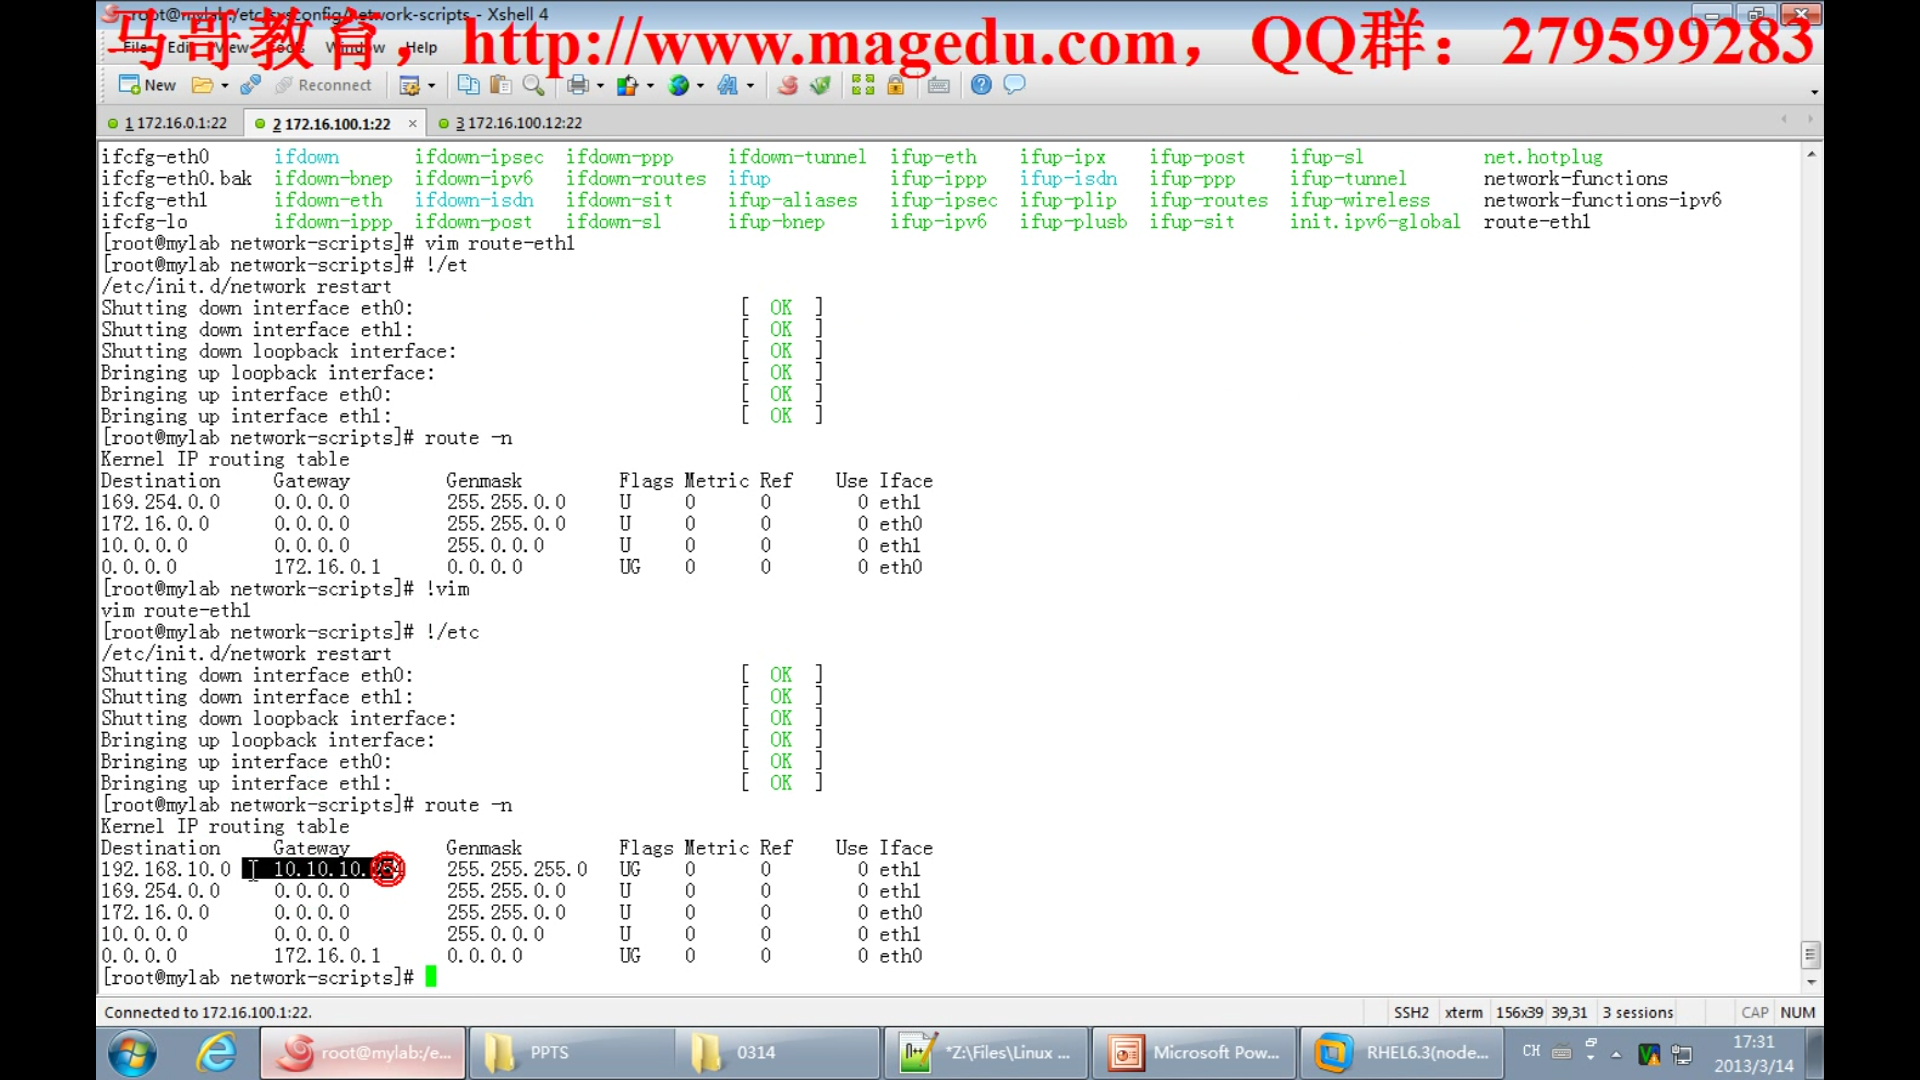 root@mylab:/etc/sysconfig/network-scripts - Xshell 4
马哥教育，http://www.magedu.com，QQ群：279599283
File Edit View Tools Window Help
New Reconnect
1 172.16.0.1:22 2 172.16.100.1:22 × 3 172.16.100.12:22
ifcfg-eth0 ifdown ifdown-ipsec ifdown-ppp ifdown-tunnel ifup-eth ifup-ipx ifup-post ifup-sl net.hotplug
ifcfg-eth0.bak ifdown-bnep ifdown-ipv6 ifdown-routes ifup ifup-ippp ifup-isdn ifup-ppp ifup-tunnel network-functions
ifcfg-eth1 ifdown-eth ifdown-isdn ifdown-sit ifup-aliases ifup-ipsec ifup-plip ifup-routes ifup-wireless network-functions-ipv6
ifcfg-lo ifdown-ippp ifdown-post ifdown-sl ifup-bnep ifup-ipv6 ifup-plusb ifup-sit init.ipv6-global route-eth1
[root@mylab network-scripts]# vim route-eth1
[root@mylab network-scripts]# !/et
/etc/init.d/network restart
Shutting down interface eth0: [ OK ]
Shutting down interface eth1: [ OK ]
Shutting down loopback interface: [ OK ]
Bringing up loopback interface: [ OK ]
Bringing up interface eth0: [ OK ]
Bringing up interface eth1: [ OK ]
[root@mylab network-scripts]# route -n
Kernel IP routing table
Destination Gateway Genmask Flags Metric Ref Use Iface
169.254.0.0 0.0.0.0 255.255.0.0 U 0 0 0 eth1
172.16.0.0 0.0.0.0 255.255.0.0 U 0 0 0 eth0
10.0.0.0 0.0.0.0 255.0.0.0 U 0 0 0 eth1
0.0.0.0 172.16.0.1 0.0.0.0 UG 0 0 0 eth0
[root@mylab network-scripts]# !vim
vim route-eth1
[root@mylab network-scripts]# !/etc
/etc/init.d/network restart
Shutting down interface eth0: [ OK ]
Shutting down interface eth1: [ OK ]
Shutting down loopback interface: [ OK ]
Bringing up loopback interface: [ OK ]
Bringing up interface eth0: [ OK ]
Bringing up interface eth1: [ OK ]
[root@mylab network-scripts]# route -n
Kernel IP routing table
Destination Gateway Genmask Flags Metric Ref Use Iface
192.168.10.0 10.10.10.254 255.255.255.0 UG 0 0 0 eth1
169.254.0.0 0.0.0.0 255.255.0.0 U 0 0 0 eth1
172.16.0.0 0.0.0.0 255.255.0.0 U 0 0 0 eth0
10.0.0.0 0.0.0.0 255.0.0.0 U 0 0 0 eth1
0.0.0.0 172.16.0.1 0.0.0.0 UG 0 0 0 eth0
[root@mylab network-scripts]#
Connected to 172.16.100.1:22. SSH2 xterm 156x39 39,31 3 sessions CAP NUM
root@mylab:/e... PPTS 0314 *Z:\Files\Linux ... Microsoft Pow... RHEL6.3(node... CH 17:31
2013/3/14